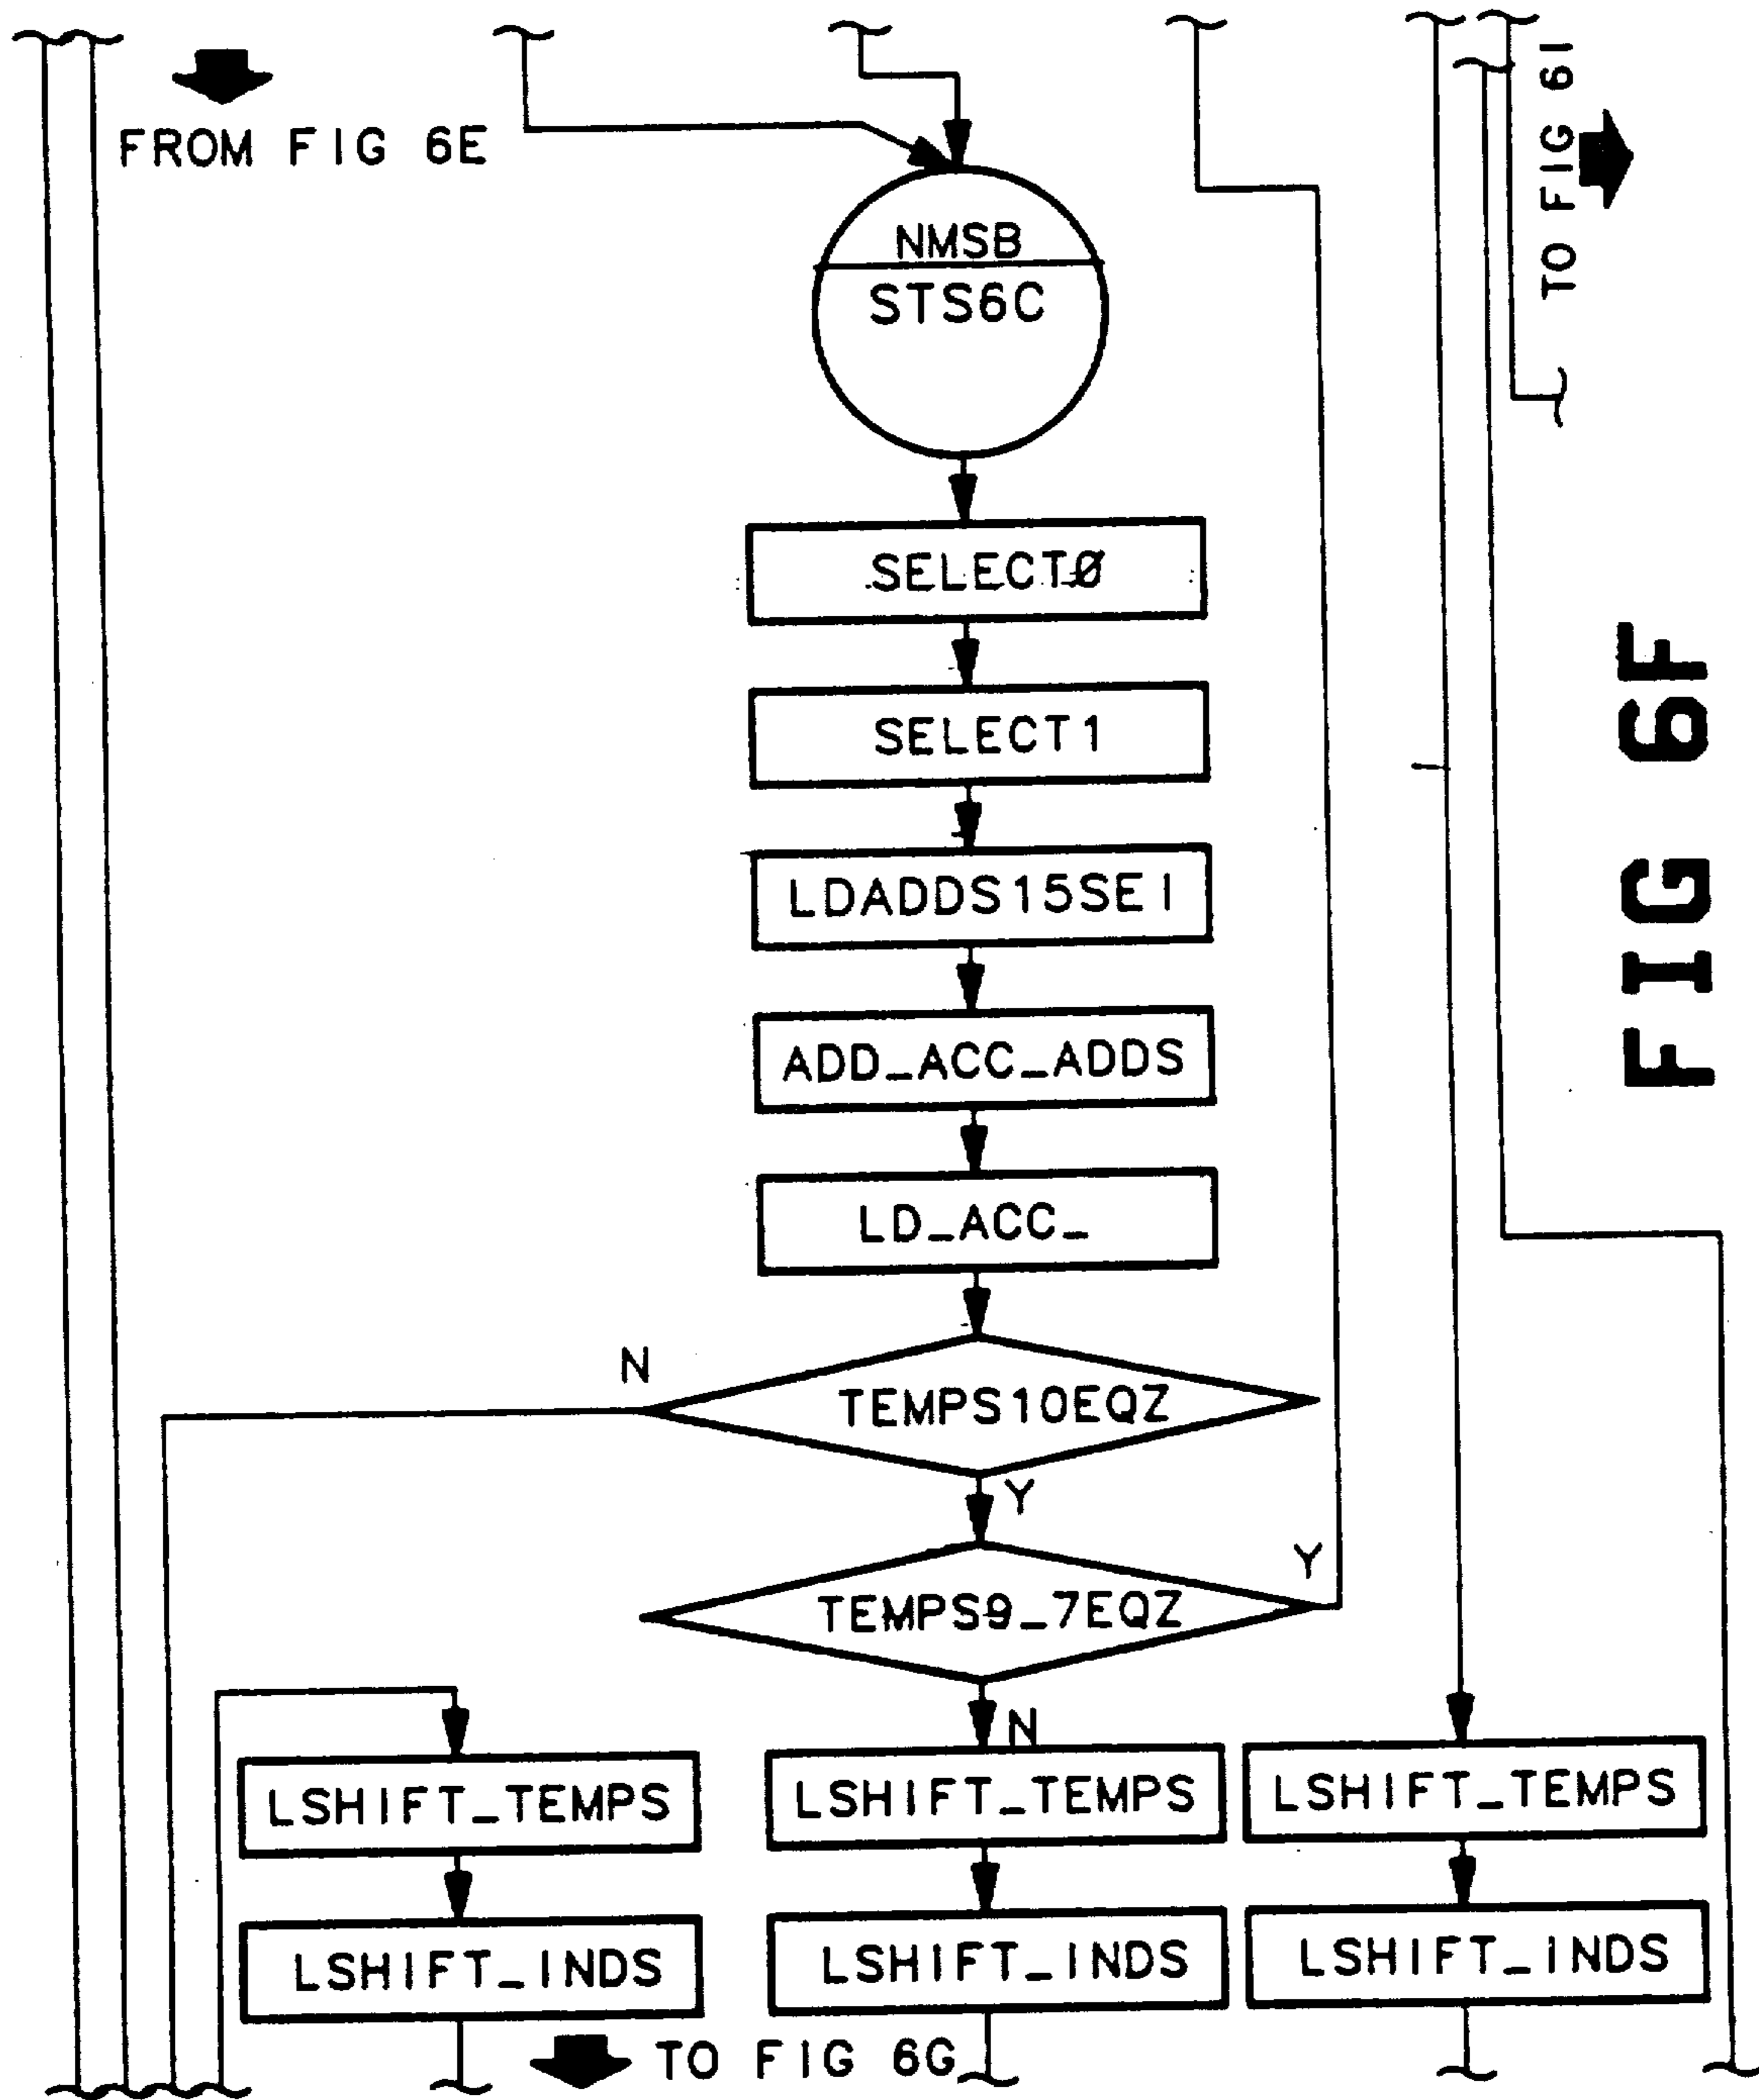 FROM FIG 6E
TO FIG 6I
NMSB
STS6C
SELECT0
SELECT1
LDADDS15SEI
ADD_ACC_ADDS
LD_ACC_
N
TEMPS10EQZ
Y
Y
TEMPS9_7EQZ
N
LSHIFT_TEMPS
LSHIFT_TEMPS
LSHIFT_TEMPS
LSHIFT_INDS
LSHIFT_INDS
LSHIFT_INDS
TO FIG 6G
FIG 6F